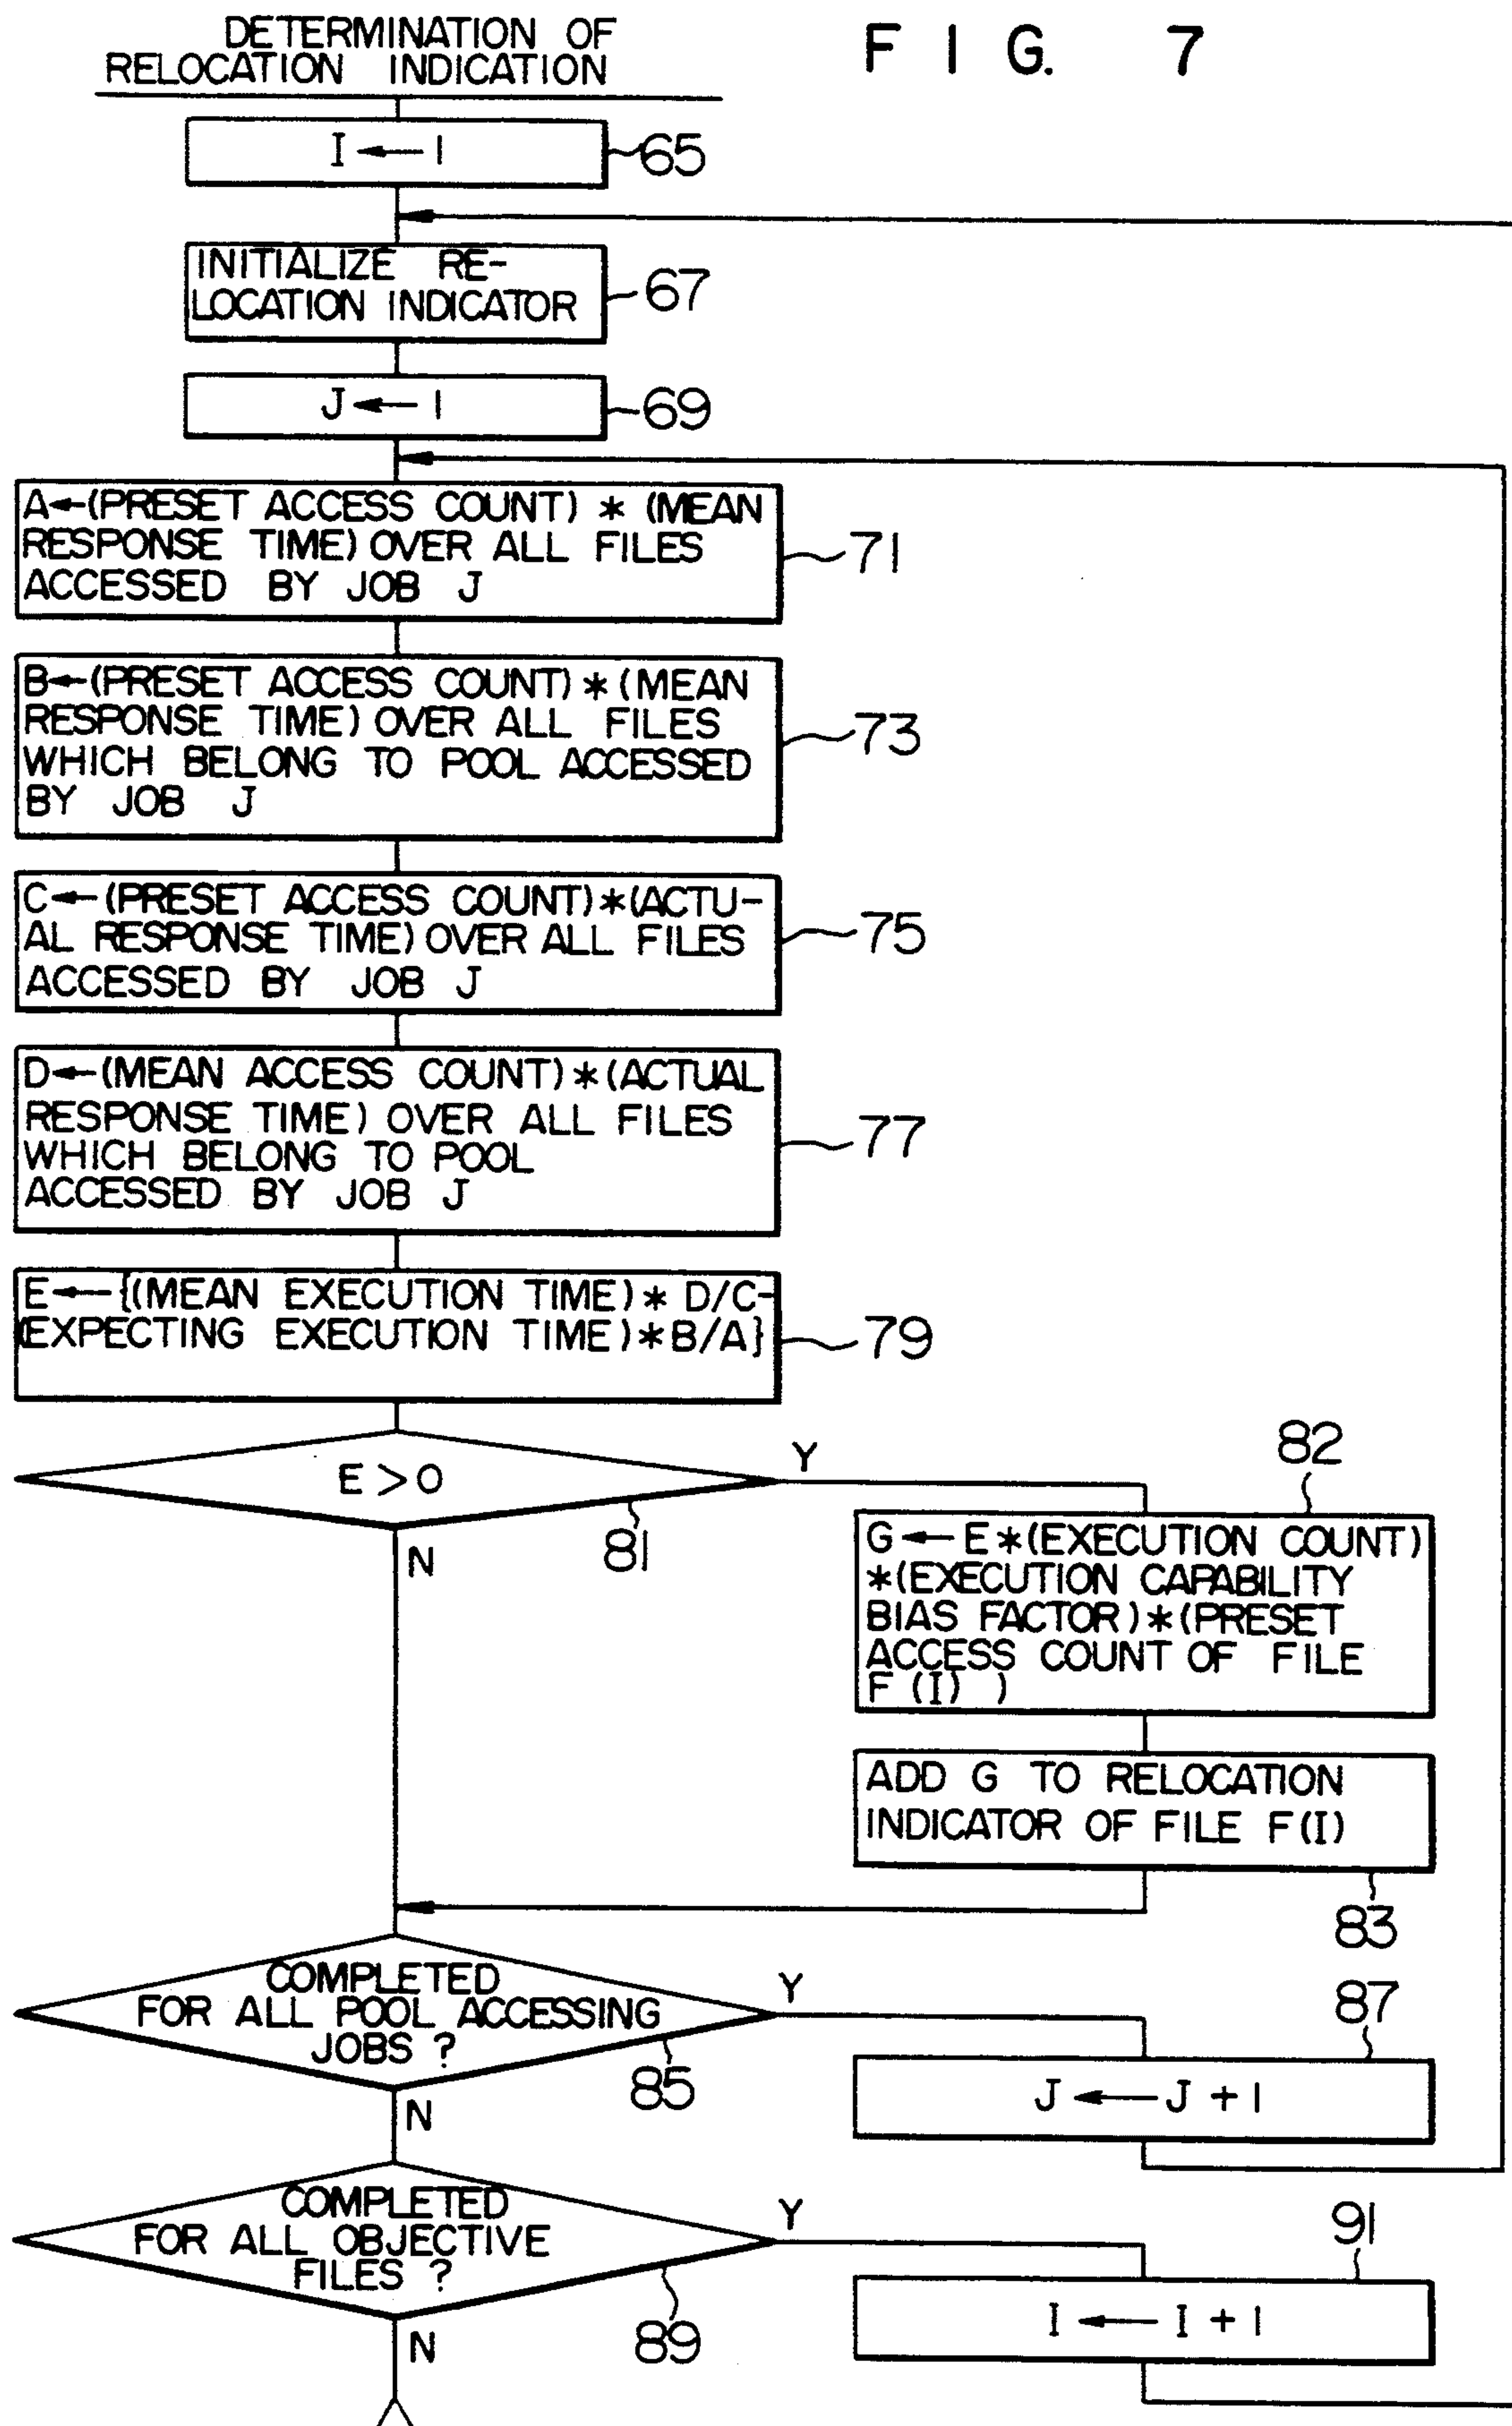 DETERMINATION OF
RELOCATION INDICATION
FIG. 7
I ← 1
65
INITIALIZE RE-
LOCATION INDICATOR
67
J ← 1
69
A←(PRESET ACCESS COUNT) * (MEAN
RESPONSE TIME) OVER ALL FILES
ACCESSED BY JOB J
71
B←(PRESET ACCESS COUNT) * (MEAN
RESPONSE TIME) OVER ALL FILES
WHICH BELONG TO POOL ACCESSED
BY JOB J
73
C←(PRESET ACCESS COUNT)*(ACTU-
AL RESPONSE TIME) OVER ALL FILES
ACCESSED BY JOB J
75
D←(MEAN ACCESS COUNT)*(ACTUAL
RESPONSE TIME) OVER ALL FILES
WHICH BELONG TO POOL
ACCESSED BY JOB J
77
E←{(MEAN EXECUTION TIME)* D/C-
(EXPECTING EXECUTION TIME)*B/A}
79
E > 0
Y
81
N
82
G ← E*(EXECUTION COUNT)
*(EXECUTION CAPABILITY
BIAS FACTOR)*(PRESET
ACCESS COUNT OF FILE
F (I) )
ADD G TO RELOCATION
INDICATOR OF FILE F(I)
83
COMPLETED
FOR ALL POOL ACCESSING
JOBS ?
Y
85
N
87
J ← J + 1
COMPLETED
FOR ALL OBJECTIVE
FILES ?
Y
89
N
91
I ← I + 1